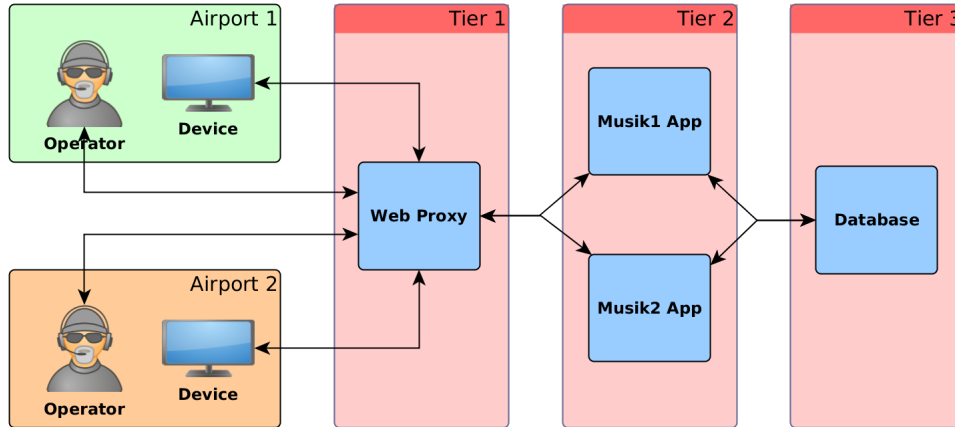 Airport 1
Operator
Device
Airport 2
Operator
Device
Tier 1
Web Proxy
Tier 2
Musik1 App
Musik2 App
Tier 3
Database